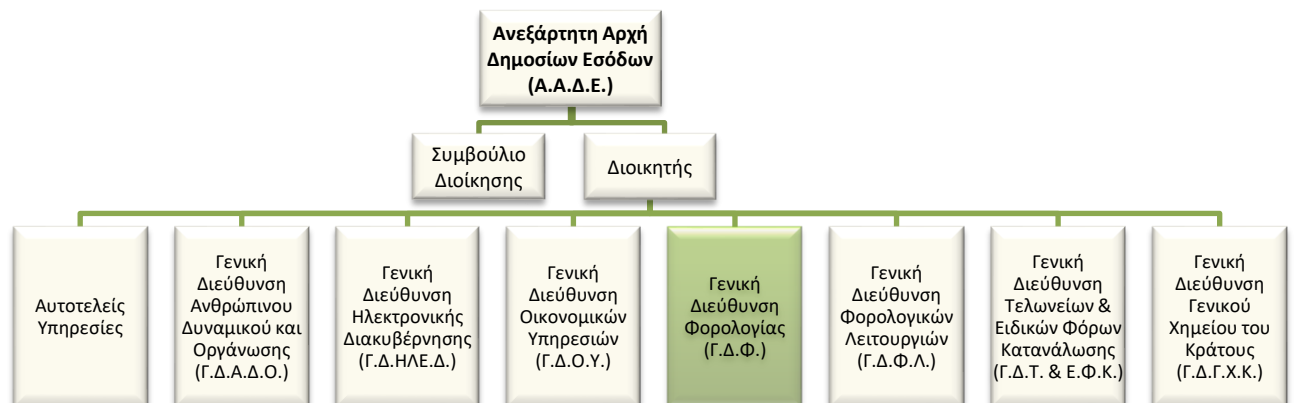 Ανεξάρτητη Αρχή
Δημοσίων Εσόδων
(Α.Α.Δ.Ε.)
Συμβούλιο
Διοίκησης
Διοικητής
Αυτοτελείς
Υπηρεσίες
Γενική
Διεύθυνση
Ανθρώπινου
Δυναμικού και
Οργάνωσης
(Γ.Δ.Α.Δ.Ο.)
Γενική
Διεύθυνση
Ηλεκτρονικής
Διακυβέρνησης
(Γ.Δ.ΗΛΕ.Δ.)
Γενική
Διεύθυνση
Οικονομικών
Υπηρεσιών
(Γ.Δ.Ο.Υ.)
Γενική
Διεύθυνση
Φορολογίας
(Γ.Δ.Φ.)
Γενική
Διεύθυνση
Φορολογικών
Λειτουργιών
(Γ.Δ.Φ.Λ.)
Γενική
Διεύθυνση
Τελωνείων &
Ειδικών Φόρων
Κατανάλωσης
(Γ.Δ.Τ. & Ε.Φ.Κ.)
Γενική
Διεύθυνση
Γενικού
Χημείου του
Κράτους
(Γ.Δ.Γ.Χ.Κ.)